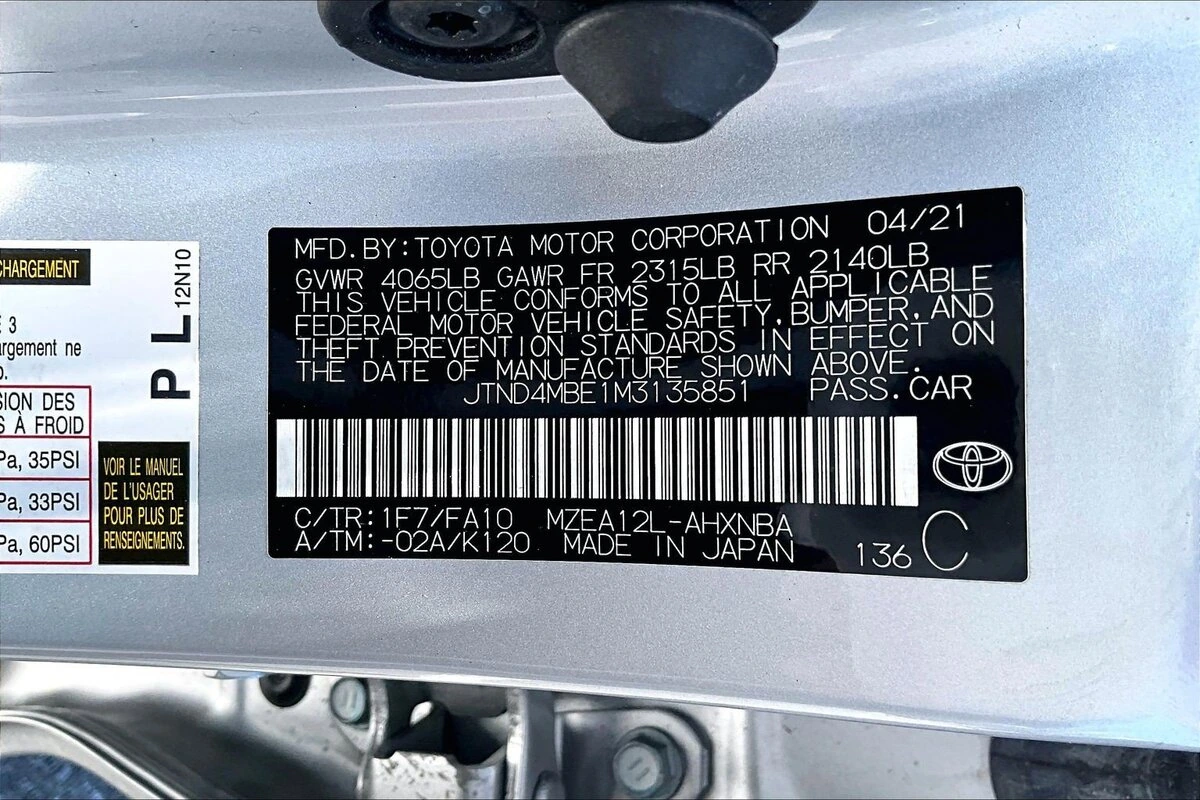 CHARGEMENT
E 3
argement ne
SION DES
S À FROID
Pa, 35PSI
Pa, 33PSI
Pa, 60PSI
P L 12N10
VOIR LE MANUEL
DE L'USAGER
POUR PLUS DE
RENSEIGNEMENTS.
MFD.BY:TOYOTA MOTOR CORPORATION 04/21
GVWR 4065LB GAWR FR 2315LB RR 2140LB
THIS VEHICLE CONFORMS TO ALL APPLICABLE
FEDERAL MOTOR VEHICLE SAFETY,BUMPER,AND
THEFT PREVENTION STANDARDS IN EFFECT ON
THE DATE OF MANUFACTURE SHOWN ABOVE.
JTND4MBE1M3135851 PASS.CAR
C/TR:1F7/FA10 MZEA12L-AHXNBA
A/TM:-02A/K120 MADE IN JAPAN 136 C